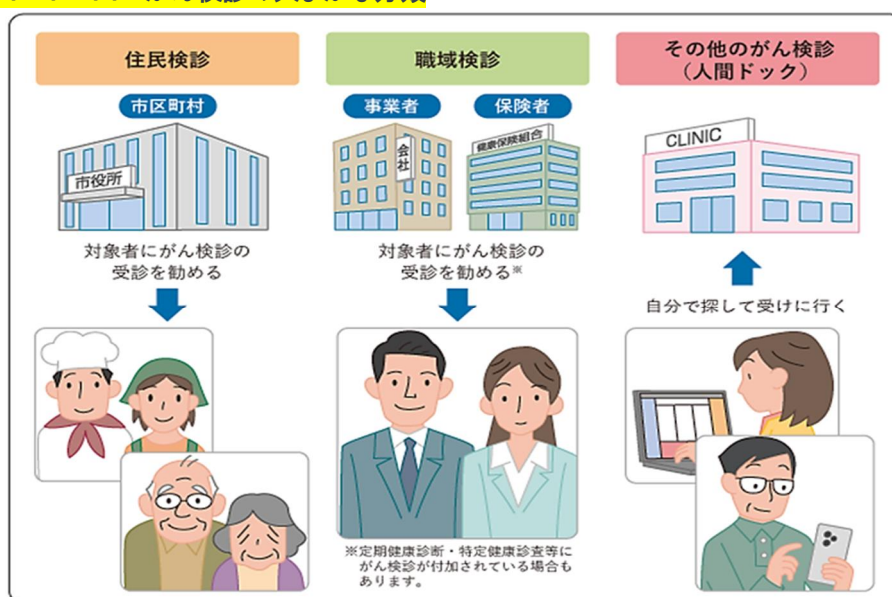 住民検診
市区町村
市役所
対象者にがん検診の
受診を勧める
職域検診
事業者
保険者
会社
健康保険組合
対象者にがん検診の
受診を勧める※
※定期健康診断・特定健康診査等に
がん検診が付加されている場合も
あります。
その他のがん検診
（人間ドック）
CLINIC
自分で探して受けに行く